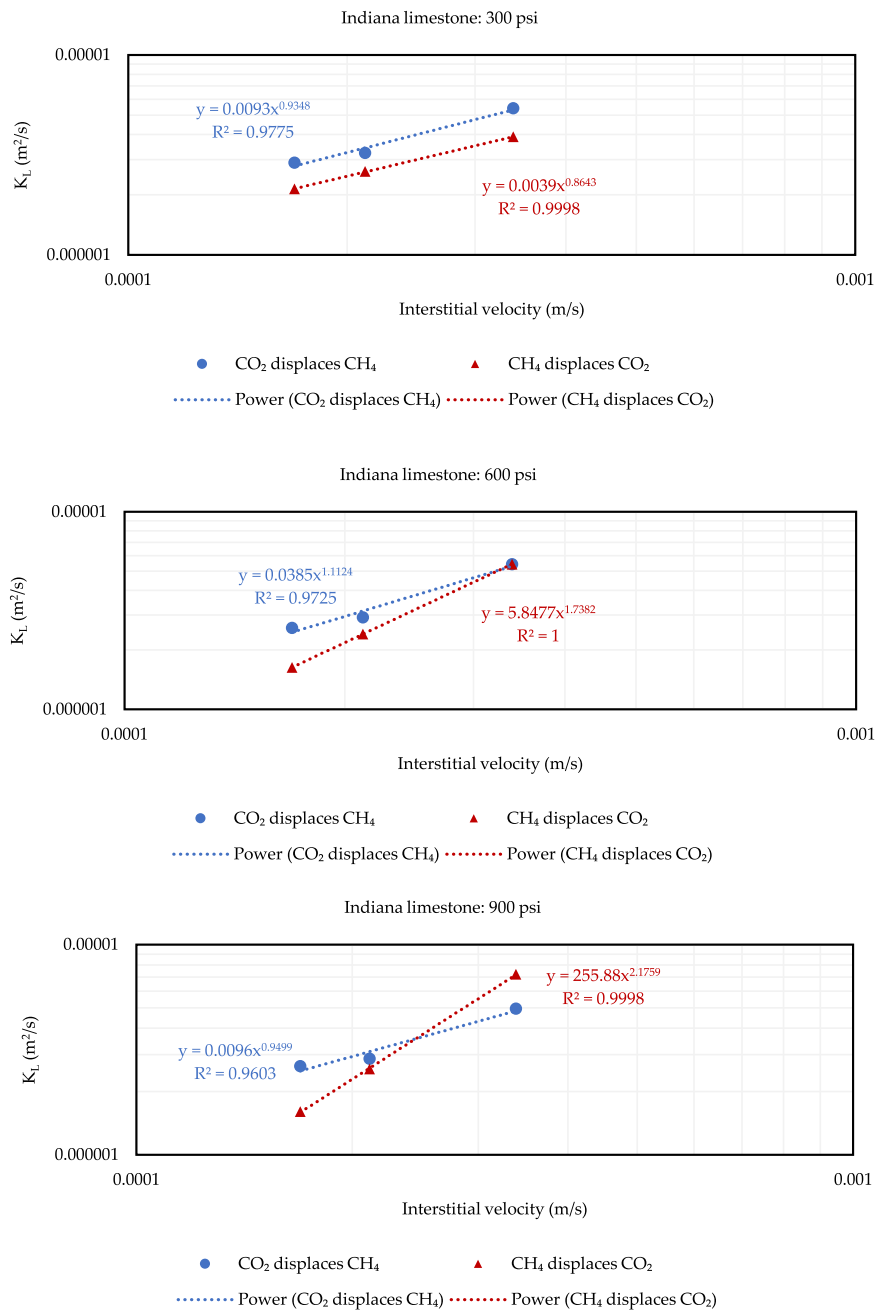 Indiana limestone: 300 psi
0.00001
y = 0.0093x^0.9348
R² = 0.9775
K_L (m²/s)
y = 0.0039x^0.8643
R² = 0.9998
0.000001
0.0001 0.001
Interstitial velocity (m/s)
CO₂ displaces CH₄ CH₄ displaces CO₂
Power (CO₂ displaces CH₄) Power (CH₄ displaces CO₂)
Indiana limestone: 600 psi
0.00001
y = 0.0385x^1.1124
R² = 0.9725
K_L (m²/s)
y = 5.8477x^1.7382
R² = 1
0.000001
0.0001 0.001
Interstitial velocity (m/s)
CO₂ displaces CH₄ CH₄ displaces CO₂
Power (CO₂ displaces CH₄) Power (CH₄ displaces CO₂)
Indiana limestone: 900 psi
0.00001
y = 255.88x^2.1759
R² = 0.9998
K_L (m²/s)
y = 0.0096x^0.9499
R² = 0.9603
0.000001
0.0001 0.001
Interstitial velocity (m/s)
CO₂ displaces CH₄ CH₄ displaces CO₂
Power (CO₂ displaces CH₄) Power (CH₄ displaces CO₂)